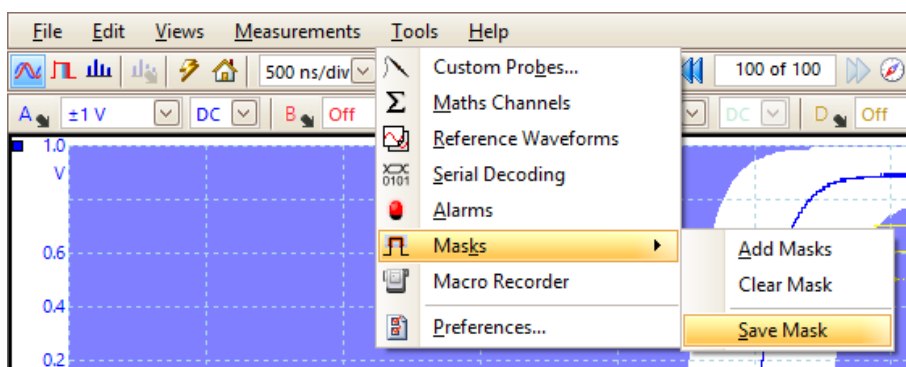 File Edit Views Measurements Tools Help
500 ns/div 100 of 100
A ±1 V DC B Off DC D Off
Custom Probes...
Σ Maths Channels
Reference Waveforms
0101 Serial Decoding
Alarms
Masks
Macro Recorder
Preferences...
Add Masks
Clear Mask
Save Mask
1.0
V
0.6
0.4
0.2